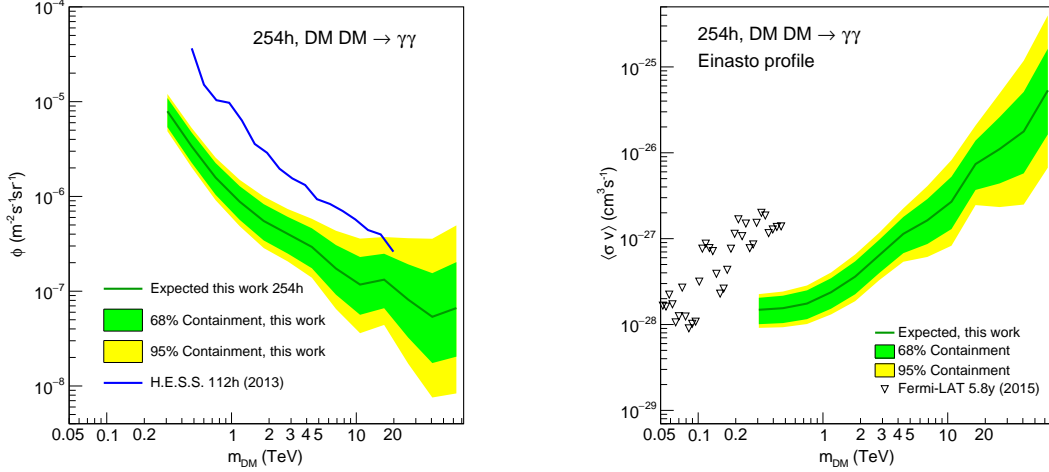 254h, DM DM → γγ
10⁻⁴
10⁻⁵
10⁻⁶
10⁻⁷
10⁻⁸
ϕ (m⁻²s⁻¹sr⁻¹)
Expected this work 254h
68% Containment, this work
95% Containment, this work
H.E.S.S. 112h (2013)
0.05 0.1 0.2 1 2 3 4 5 10 20
m_DM (TeV)
254h, DM DM → γγ
Einasto profile
10⁻²⁵
10⁻²⁶
10⁻²⁷
10⁻²⁸
10⁻²⁹
⟨σ v⟩ (cm³s⁻¹)
Expected, this work
68% Containment
95% Containment
Fermi-LAT 5.8y (2015)
0.05 0.1 0.2 1 2 3 4 5 10 20
m_DM (TeV)